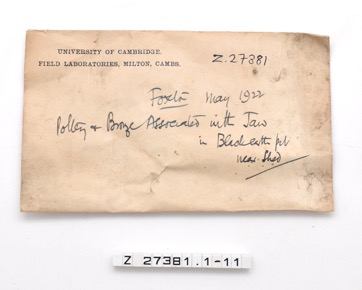 UNIVERSITY OF CAMBRIDGE.
FIELD LABORATORIES, MILTON, CAMBS.
Z.27381
Foxton May 1922
Pottery & Bronze Associated with Jaw
in Black earth pit
near Shed
Z 27381.1-11